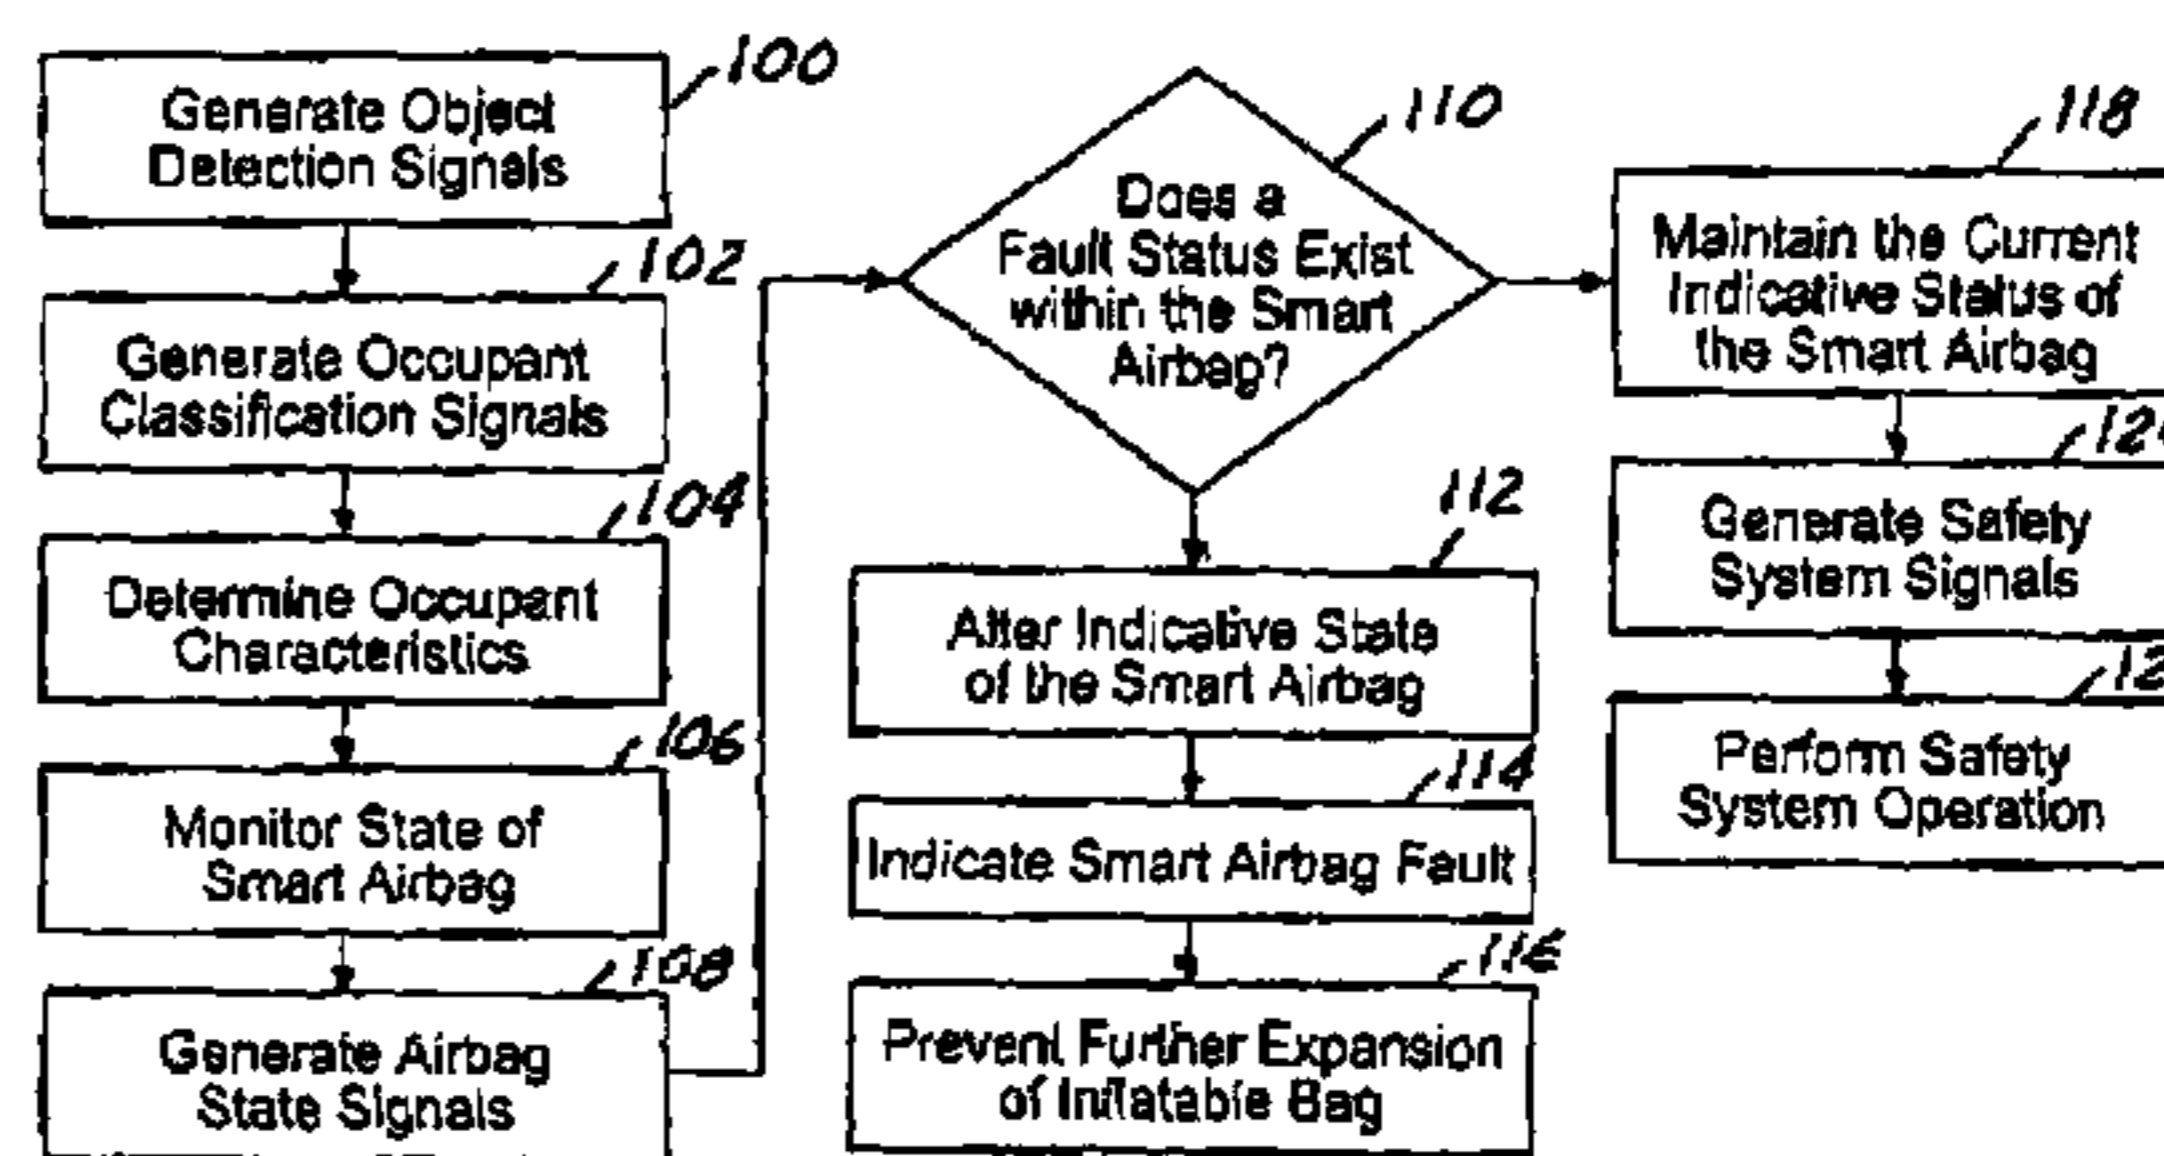 100
Generate Object
Detection Signals
102
Generate Occupant
Classification Signals
104
Determine Occupant
Characteristics
106
Monitor State of
Smart Airbag
108
Generate Airbag
State Signals
110
Does a
Fault Status Exist
within the Smart
Airbag?
112
Alter Indicative State
of the Smart Airbag
114
Indicate Smart Airbag Fault
116
Prevent Further Expansion
of Inflatable Bag
118
Maintain the Current
Indicative Status of
the Smart Airbag
Generate Safety
System Signals
Perform Safety
System Operation